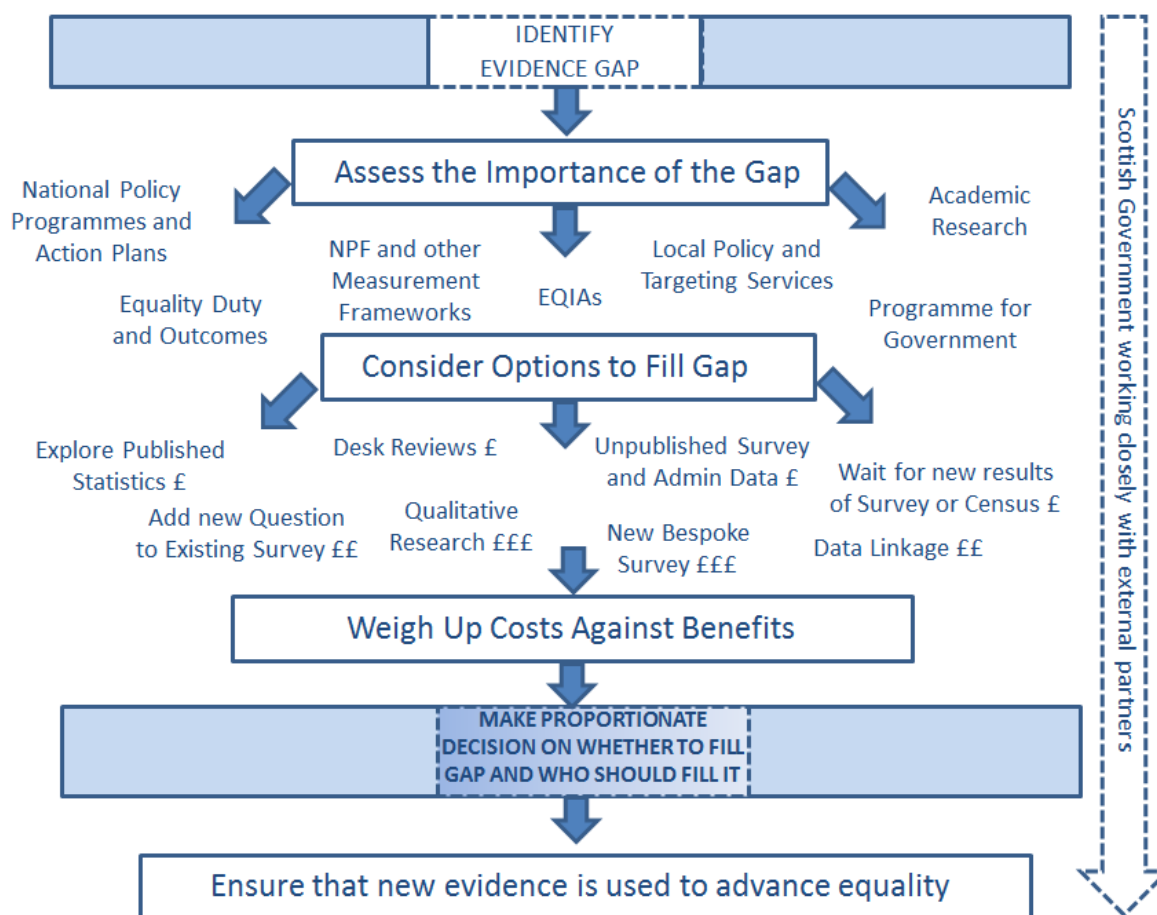 IDENTIFY
EVIDENCE GAP
Assess the Importance of the Gap
National Policy
Programmes and
Action Plans
Equality Duty
and Outcomes
NPF and other
Measurement
Frameworks
EQIAs
Local Policy and
Targeting Services
Academic
Research
Programme for
Government
Consider Options to Fill Gap
Explore Published
Statistics £
Add new Question
to Existing Survey ££
Desk Reviews £
Qualitative
Research £££
Unpublished Survey
and Admin Data £
New Bespoke
Survey £££
Wait for new results
of Survey or Census £
Data Linkage ££
Weigh Up Costs Against Benefits
MAKE PROPORTIONATE
DECISION ON WHETHER TO FILL
GAP AND WHO SHOULD FILL IT
Ensure that new evidence is used to advance equality
Scottish Government working closely with external partners